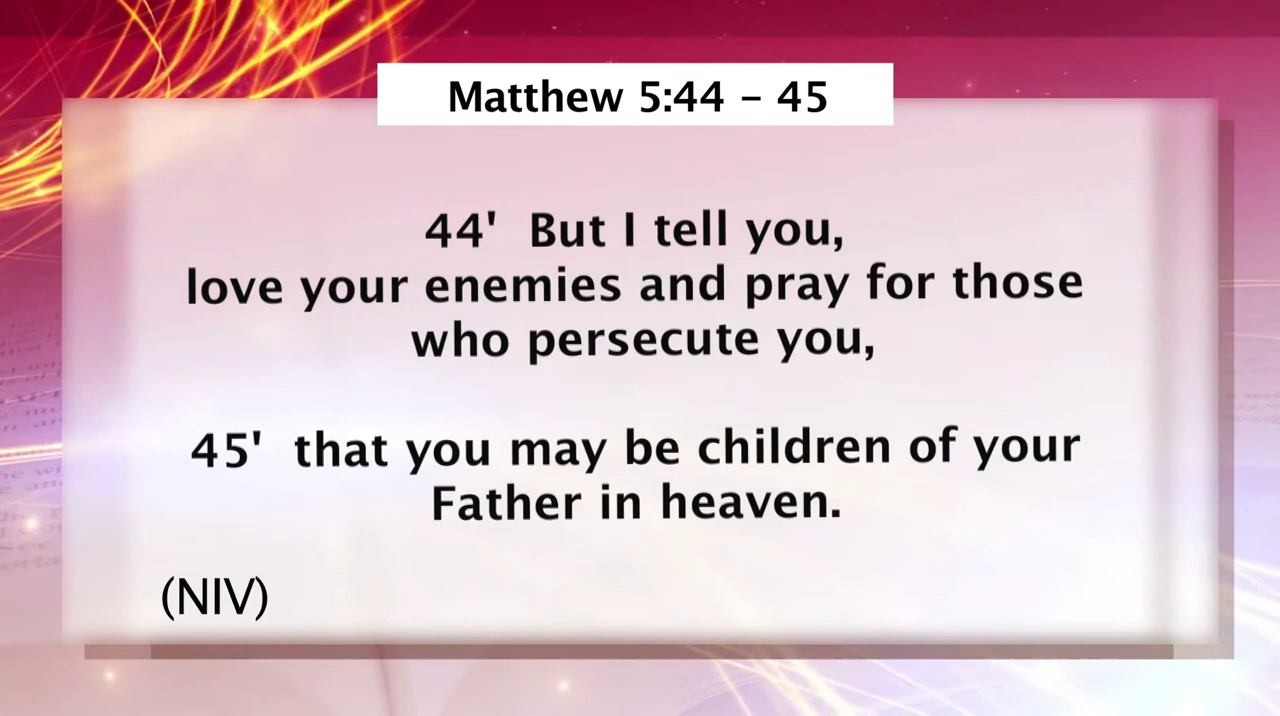 Matthew 5:44 – 45
44' But I tell you,
love your enemies and pray for those
who persecute you,
45' that you may be children of your
Father in heaven.
(NIV)